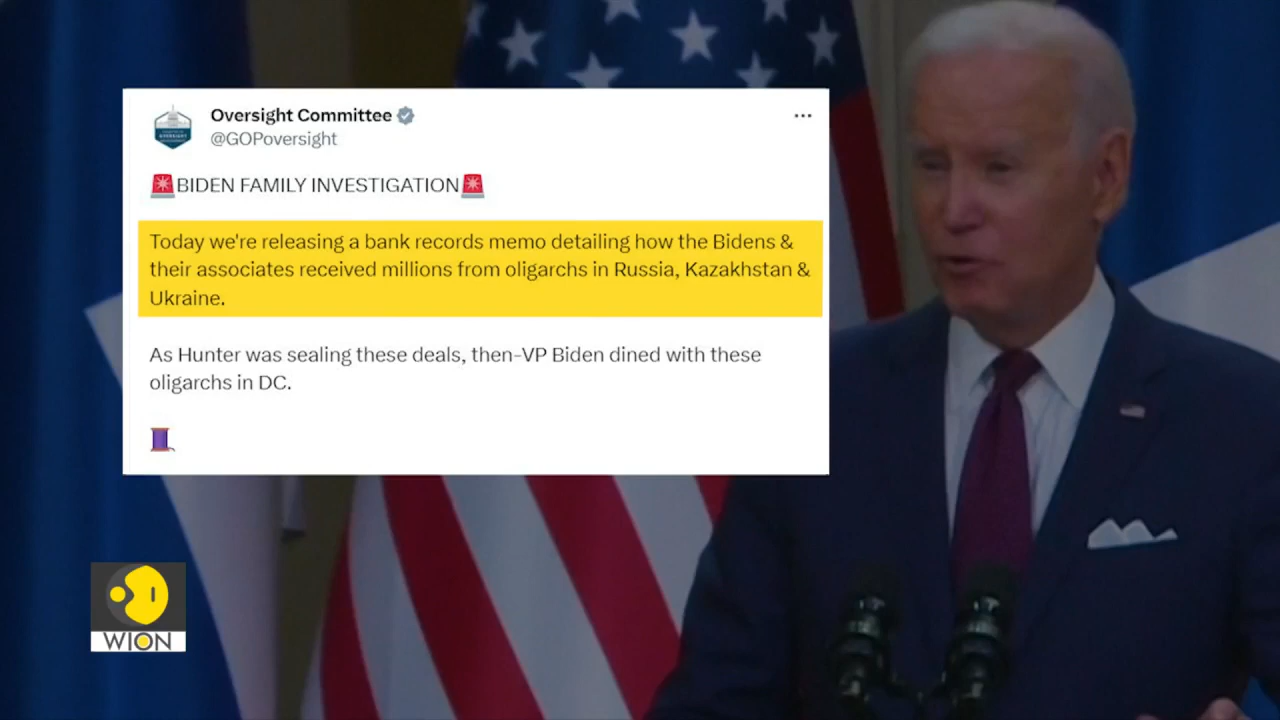 Oversight Committee
@GOPoversight
🚨BIDEN FAMILY INVESTIGATION🚨
Today we're releasing a bank records memo detailing how the Bidens &
their associates received millions from oligarchs in Russia, Kazakhstan &
Ukraine.
As Hunter was sealing these deals, then-VP Biden dined with these
oligarchs in DC.
🧵
WION